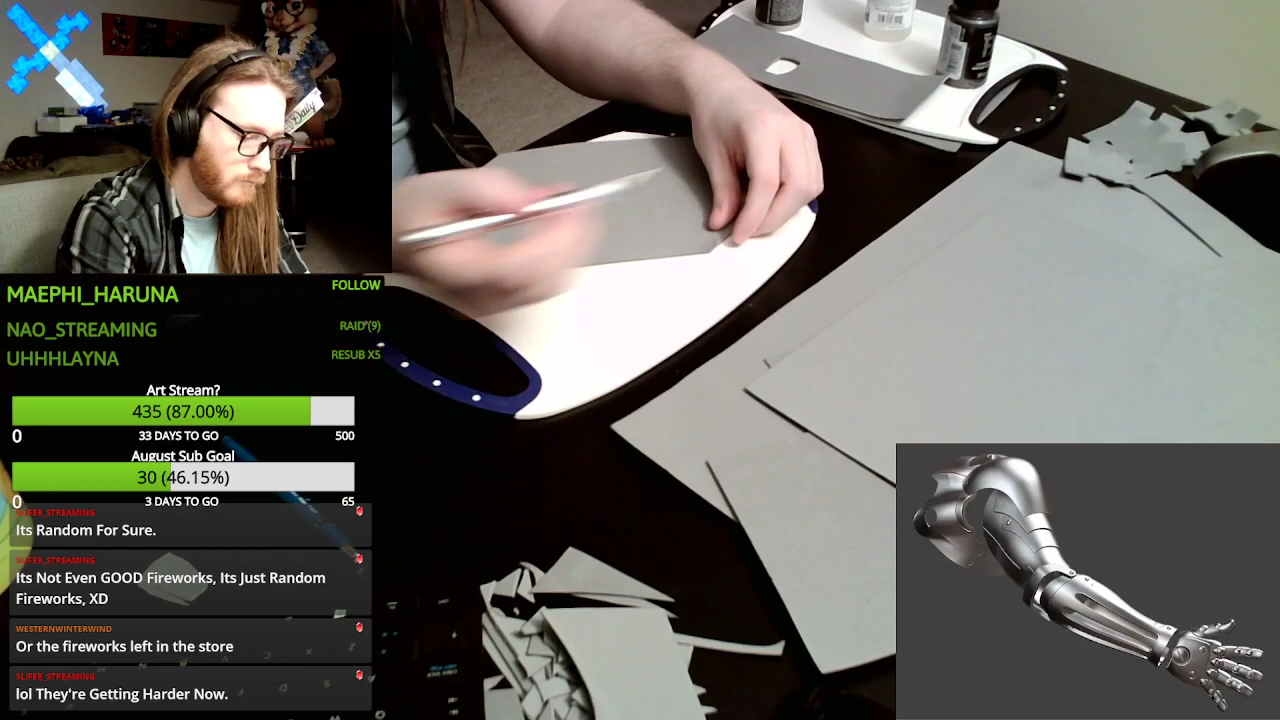 Daily
MAEPHI_HARUNA FOLLOW
NAO_STREAMING RAID (9)
UHHHLAYNA RESUB X5
Art Stream?
435 (87.00%)
0 33 DAYS TO GO 500
August Sub Goal
30 (46.15%)
0 3 DAYS TO GO 65
SLIFER_STREAMING
Its Random For Sure.
SLIFER_STREAMING
Its Not Even GOOD Fireworks, Its Just Random
Fireworks, XD
WESTERNWINTERWIND
Or the fireworks left in the store
SLIFER_STREAMING
lol They're Getting Harder Now.